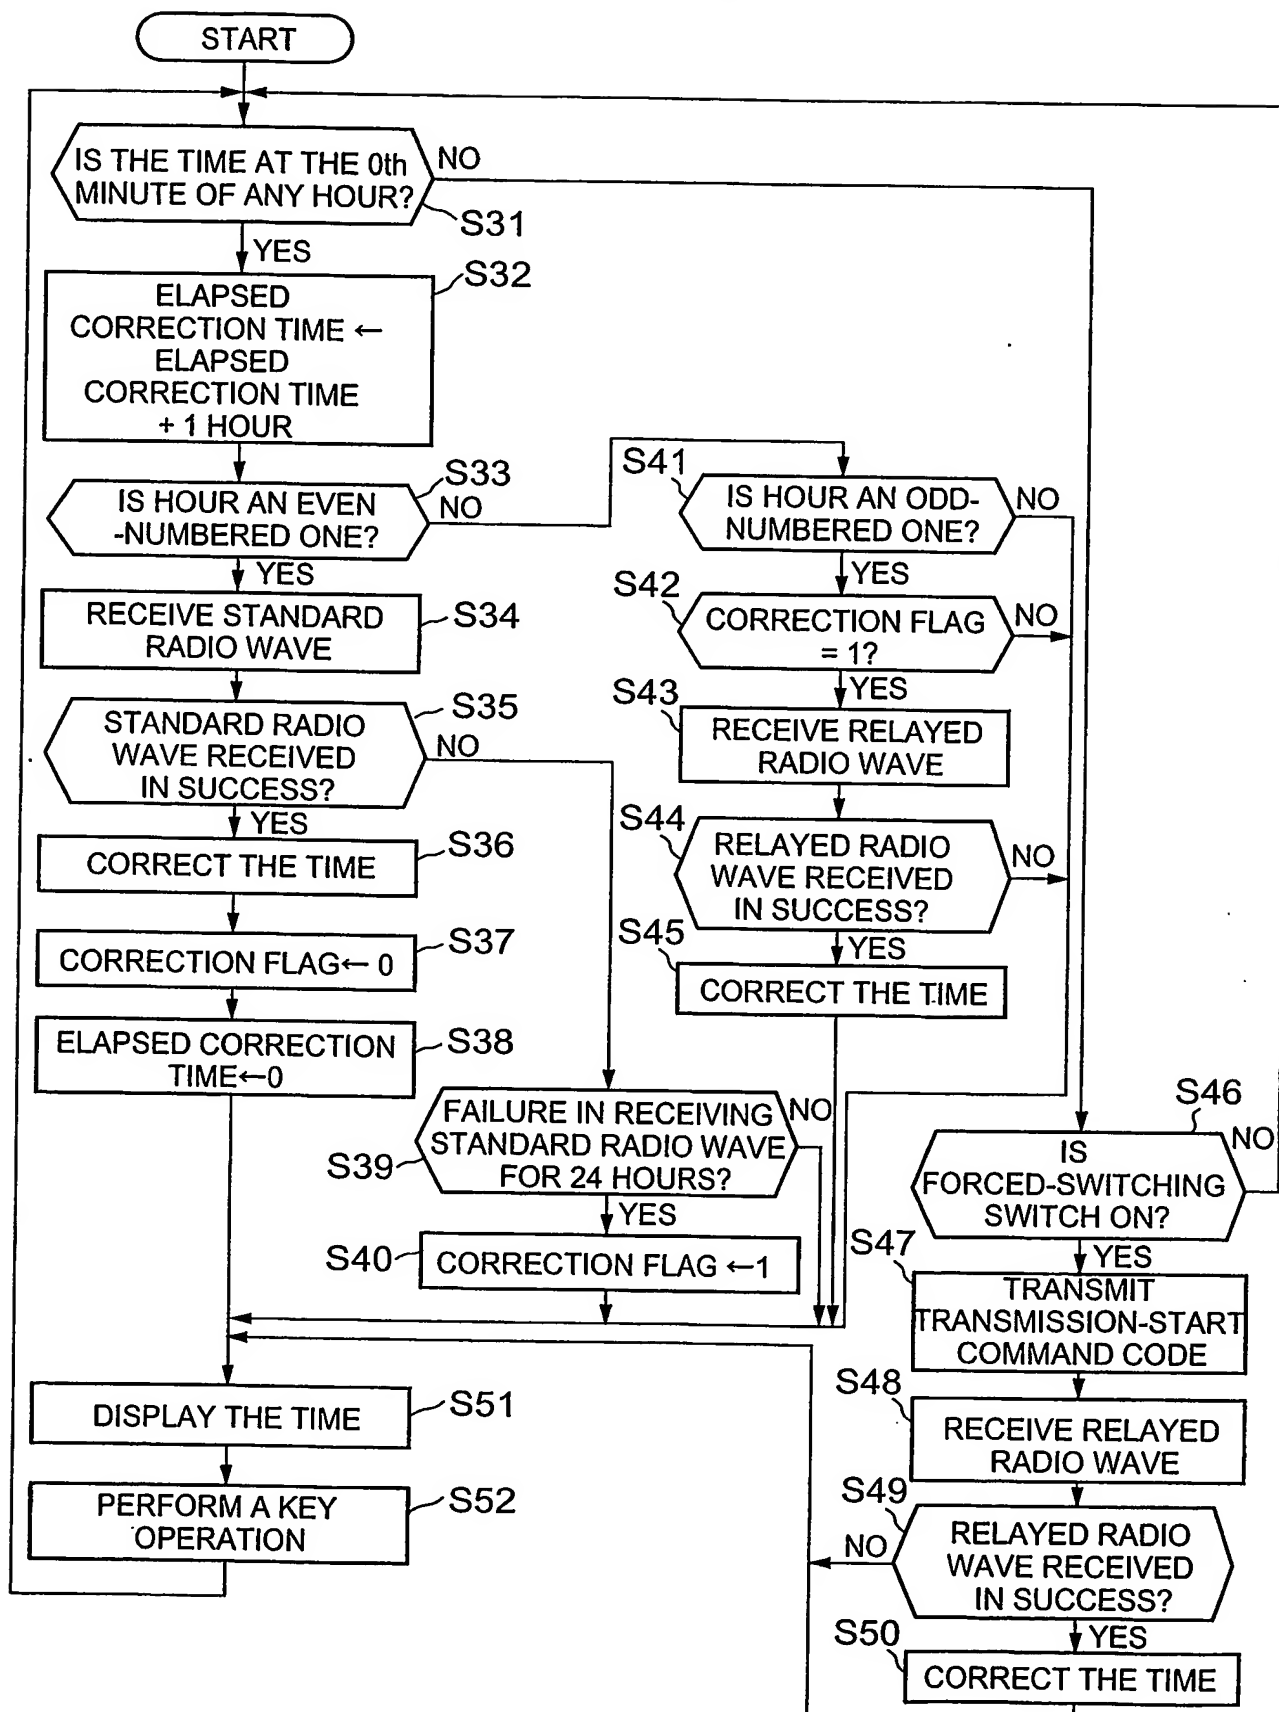 START
IS THE TIME AT THE 0th
MINUTE OF ANY HOUR?
NO
S31
YES
S32
ELAPSED
CORRECTION TIME ←
ELAPSED
CORRECTION TIME
+ 1 HOUR
S33
IS HOUR AN EVEN
-NUMBERED ONE?
NO
YES
RECEIVE STANDARD
RADIO WAVE
S34
STANDARD RADIO
WAVE RECEIVED
IN SUCCESS?
S35
NO
YES
CORRECT THE TIME
S36
CORRECTION FLAG← 0
S37
ELAPSED CORRECTION
TIME←0
S38
FAILURE IN RECEIVING
STANDARD RADIO WAVE
FOR 24 HOURS?
NO
S39
YES
S40
CORRECTION FLAG ←1
S41
IS HOUR AN ODD-
NUMBERED ONE?
NO
YES
S42
CORRECTION FLAG
= 1?
NO
YES
S43
RECEIVE RELAYED
RADIO WAVE
S44
RELAYED RADIO
WAVE RECEIVED
IN SUCCESS?
NO
YES
S45
CORRECT THE TIME
S46
IS
FORCED-SWITCHING
SWITCH ON?
NO
YES
S47
TRANSMIT
TRANSMISSION-START
COMMAND CODE
S48
RECEIVE RELAYED
RADIO WAVE
S49
RELAYED RADIO
WAVE RECEIVED
IN SUCCESS?
NO
YES
S50
CORRECT THE TIME
DISPLAY THE TIME
S51
PERFORM A KEY
OPERATION
S52